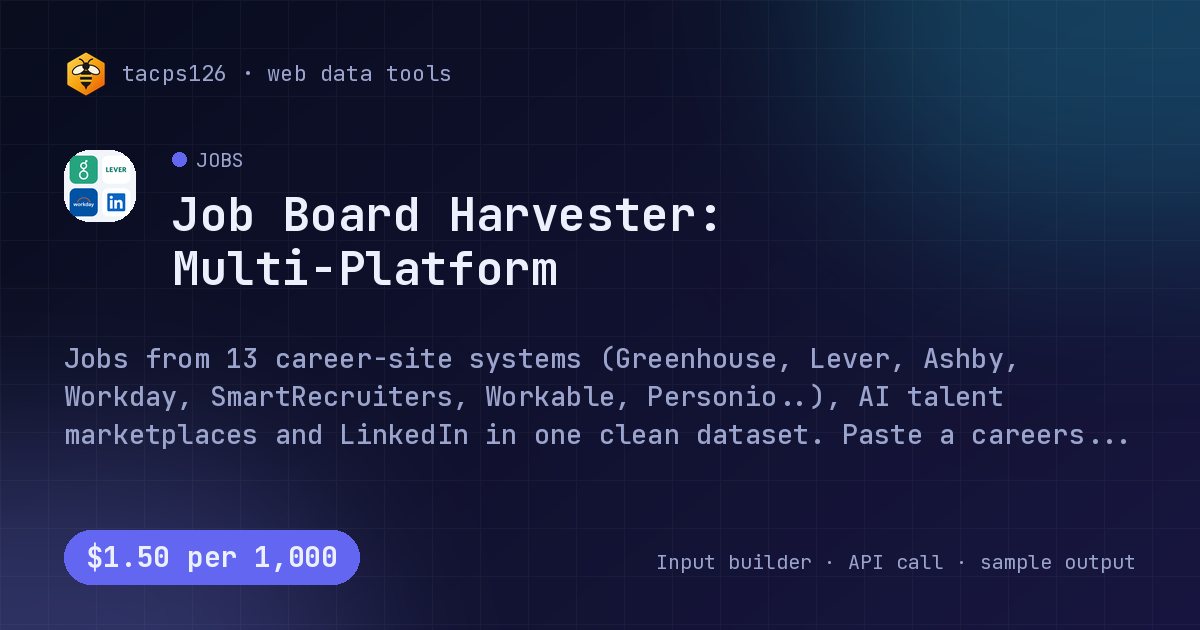 tacps126 · web data tools
JOBS
LEVER
workday
in
Job Board Harvester:
Multi-Platform
Jobs from 13 career-site systems (Greenhouse, Lever, Ashby,
Workday, SmartRecruiters, Workable, Personio..), AI talent
marketplaces and LinkedIn in one clean dataset. Paste a careers...
$1.50 per 1,000
Input builder · API call · sample output